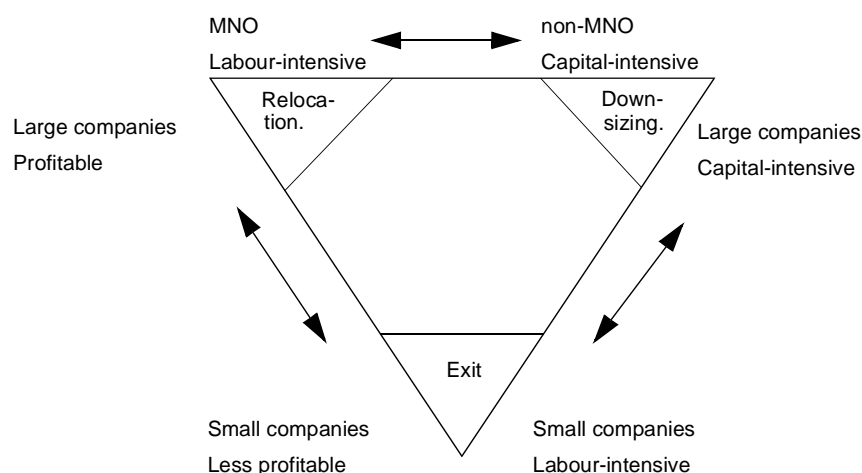 MNO
Labour-intensive
non-MNO
Capital-intensive
Reloca-
tion.
Down-
sizing.
Large companies
Profitable
Large companies
Capital-intensive
Exit
Small companies
Less profitable
Small companies
Labour-intensive